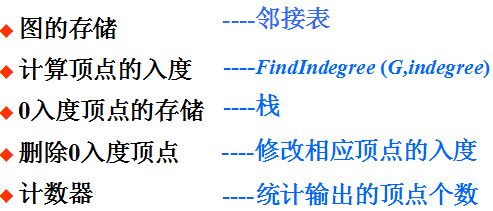 图的存储 ----邻接表
计算顶点的入度 ----FindIndegree (G,indegree)
0入度顶点的存储 ----栈
删除0入度顶点 ----修改相应顶点的入度
计数器 ----统计输出的顶点个数